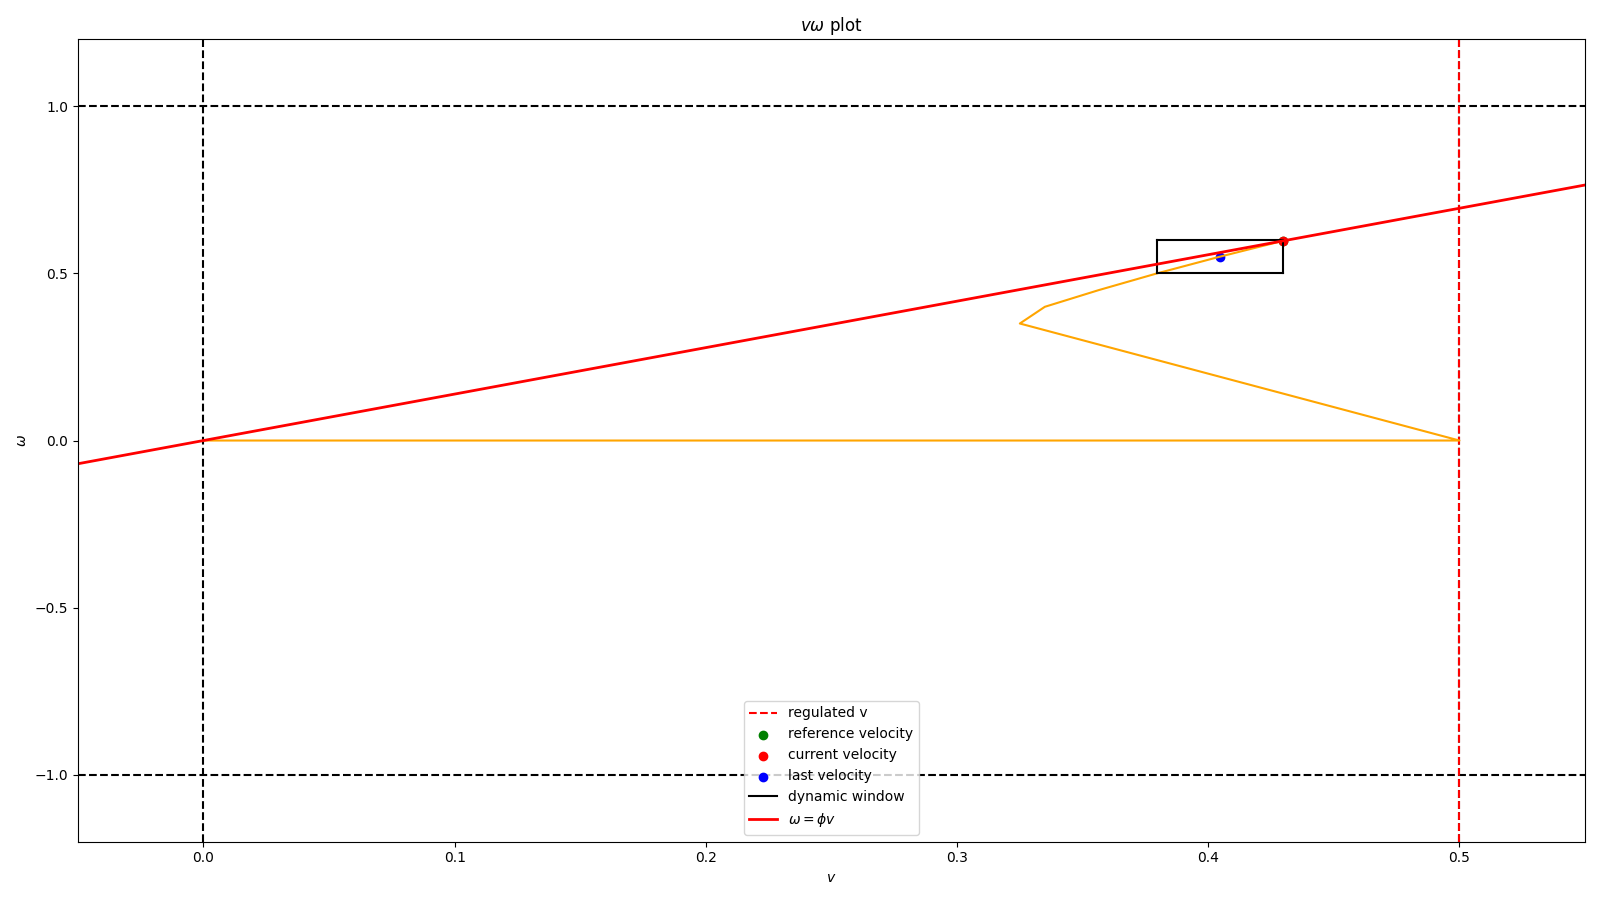 vω plot
1.0
0.5
0.0
−0.5
−1.0
ω
0.0
0.1
0.2
0.3
0.4
0.5
v
regulated v
reference velocity
current velocity
last velocity
dynamic window
ω = ϕv